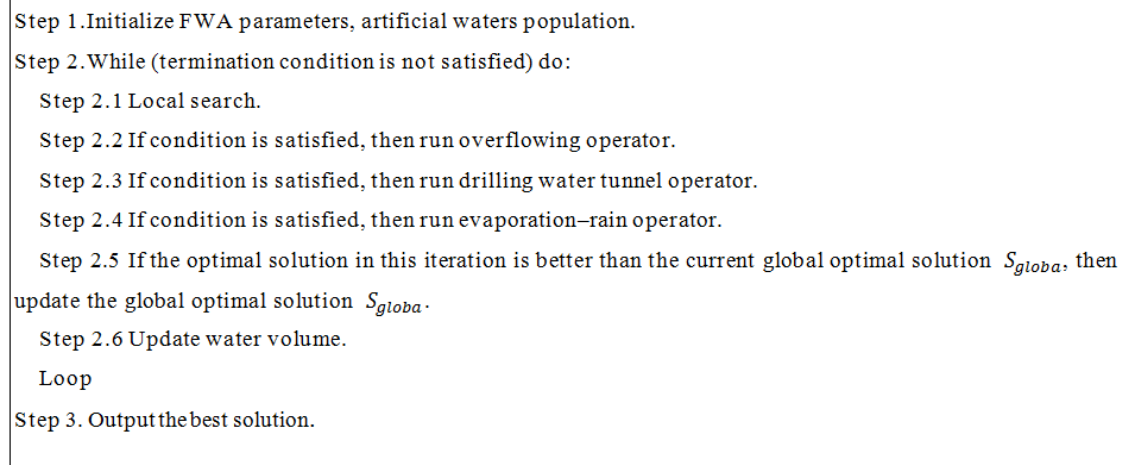 Step 1.Initialize FWA parameters, artificial waters population.
Step 2.While (termination condition is not satisfied) do:
Step 2.1 Local search.
Step 2.2 If condition is satisfied, then run overflowing operator.
Step 2.3 If condition is satisfied, then run drilling water tunnel operator.
Step 2.4 If condition is satisfied, then run evaporation–rain operator.
Step 2.5 If the optimal solution in this iteration is better than the current global optimal solution S_globa, then
update the global optimal solution S_globa.
Step 2.6 Update water volume.
Loop
Step 3. Output the best solution.